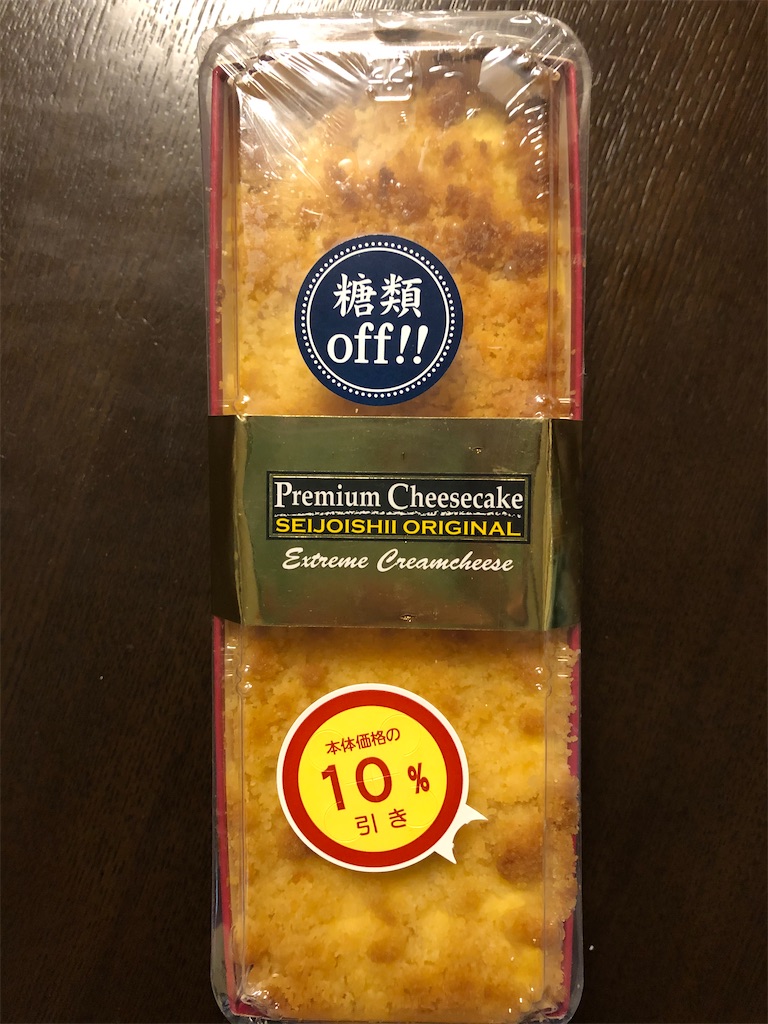 糖類
off!!
Premium Cheesecake
SEIJOISHII ORIGINAL
Extreme Creamcheese
本体価格の
10%
引き